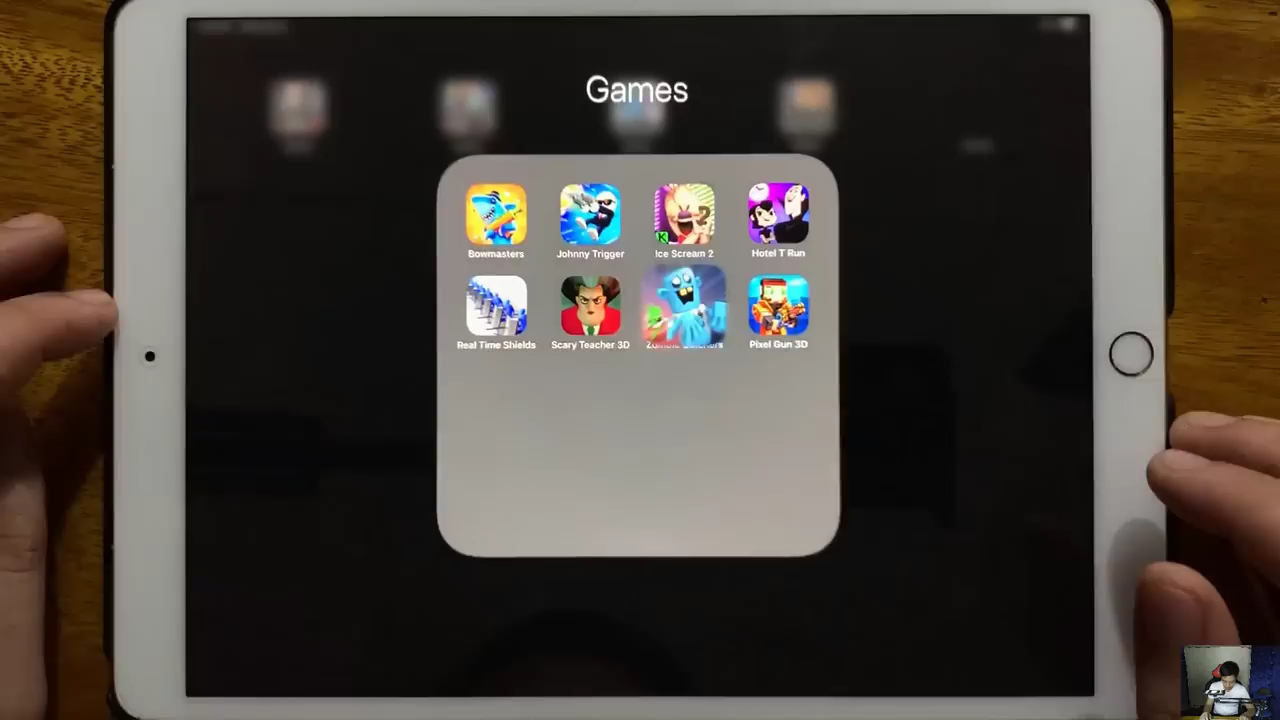 Games
Bowmasters
Johnny Trigger
Ice Scream 2
Hotel T Run
Real Time Shields
Scary Teacher 3D
Pixel Gun 3D